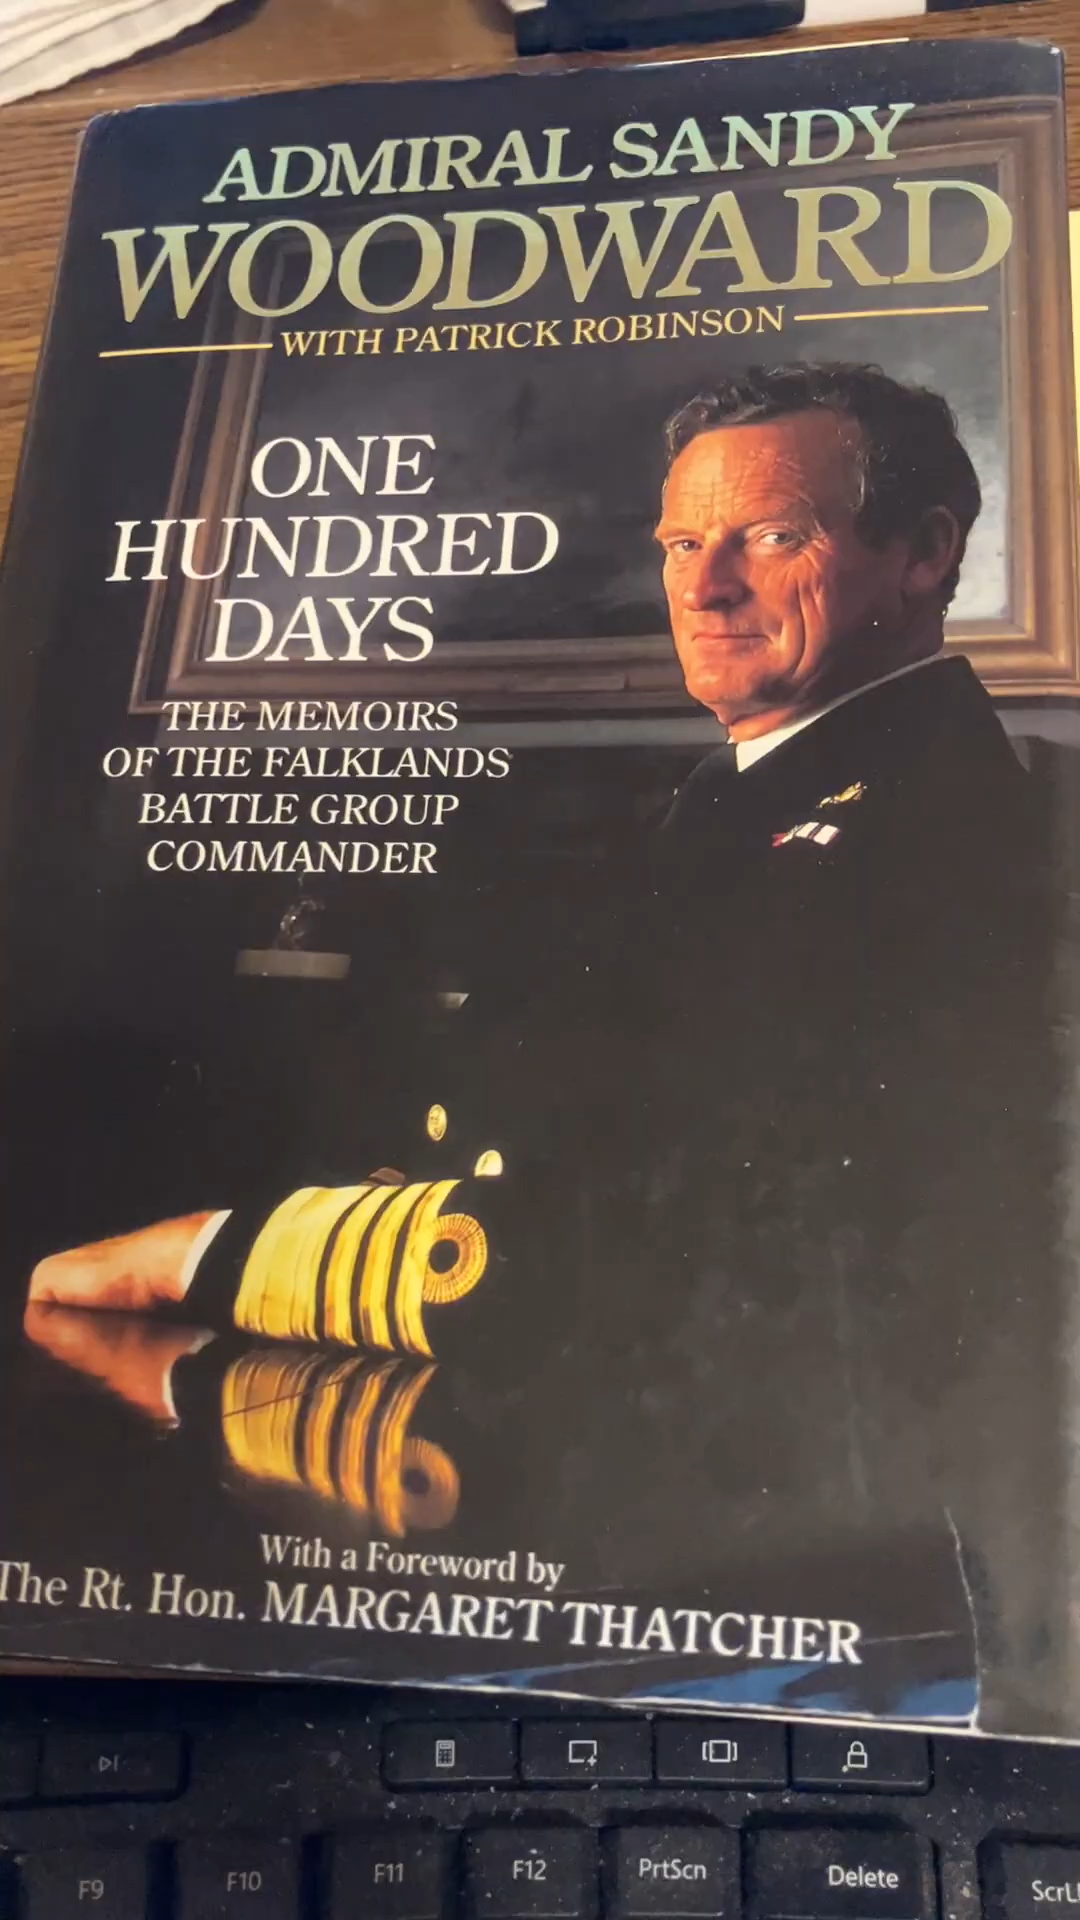 ADMIRAL SANDY
WOODWARD
WITH PATRICK ROBINSON
ONE
HUNDRED
DAYS
THE MEMOIRS
OF THE FALKLANDS
BATTLE GROUP
COMMANDER
With a Foreword by
The Rt. Hon. MARGARET THATCHER
F9
F10
F11
F12
PrtScn
Delete